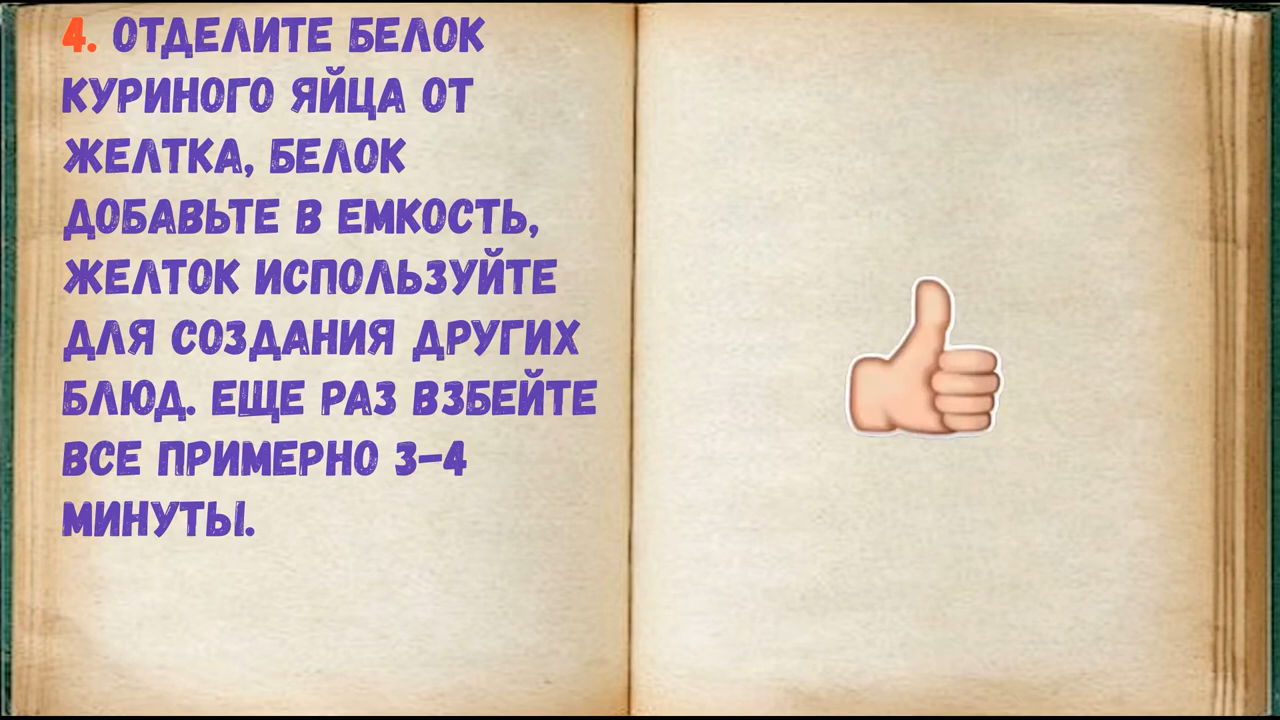 4. ОТДЕЛИТЕ БЕЛОК
КУРИНОГО ЯЙЦА ОТ
ЖЕЛТКА, БЕЛОК
ДОБАВЬТЕ В ЕМКОСТЬ,
ЖЕЛТОК ИСПОЛЬЗУЙТЕ
ДЛЯ СОЗДАНИЯ ДРУГИХ
БЛЮД. ЕЩЕ РАЗ ВЗБЕЙТЕ
ВСЕ ПРИМЕРНО 3-4
МИНУТЫ.